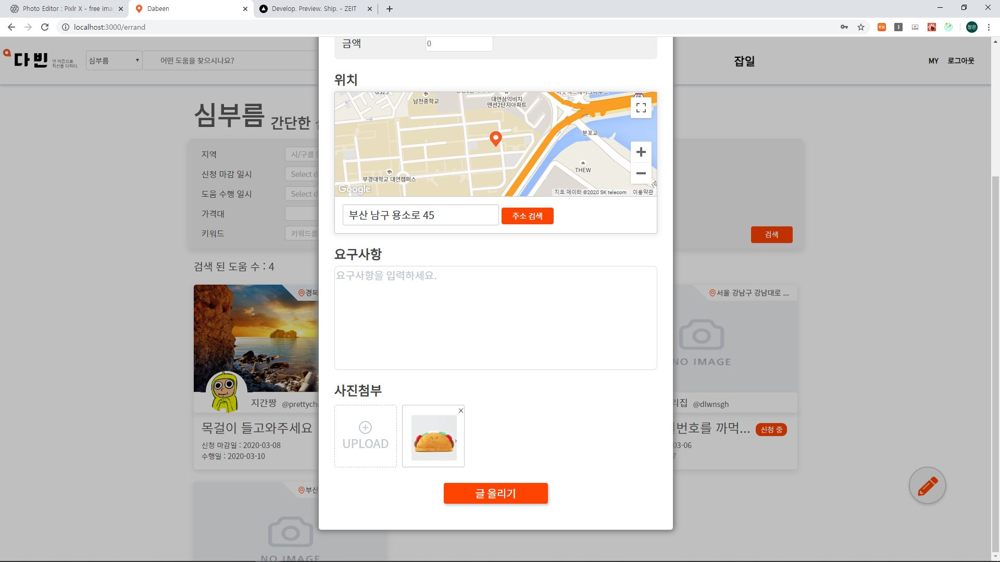 Photo Editor : Pixlr X - free imag
Dabeen
Develop. Preview. Ship. - ZEIT
localhost:3000/errand
정은
다빈
빈 마음으로
최선을 다하다.
심부름
어떤 도움을 찾으시나요?
잡일
MY
로그아웃
심부름 간단한
지역
시/구를
신청 마감 일시
Select d
도움 수행 일시
Select d
가격대
키워드
키워드를
검색
검색 된 도움 수 : 4
경북
지간짱 @prettycho
목걸이 들고와주세요
신청 마감일 : 2020-03-08
수행일 : 2020-03-10
부산
NO IMAGE
금액
0
위치
GS25
남천중학교
대연삼익비치
맨션2단지아파트
66
분포교
THEW
부경대학교 대연캠퍼스
Google
지도 데이터 ©2020 SK telecom
이용약관
부산 남구 용소로 45
주소 검색
요구사항
요구사항을 입력하세요.
사진첨부
UPLOAD
X
글 올리기
서울 강남구 강남대로 ...
NO IMAGE
리집 @dlwnsgh
번호를 까먹...
신청 중
03-06
7